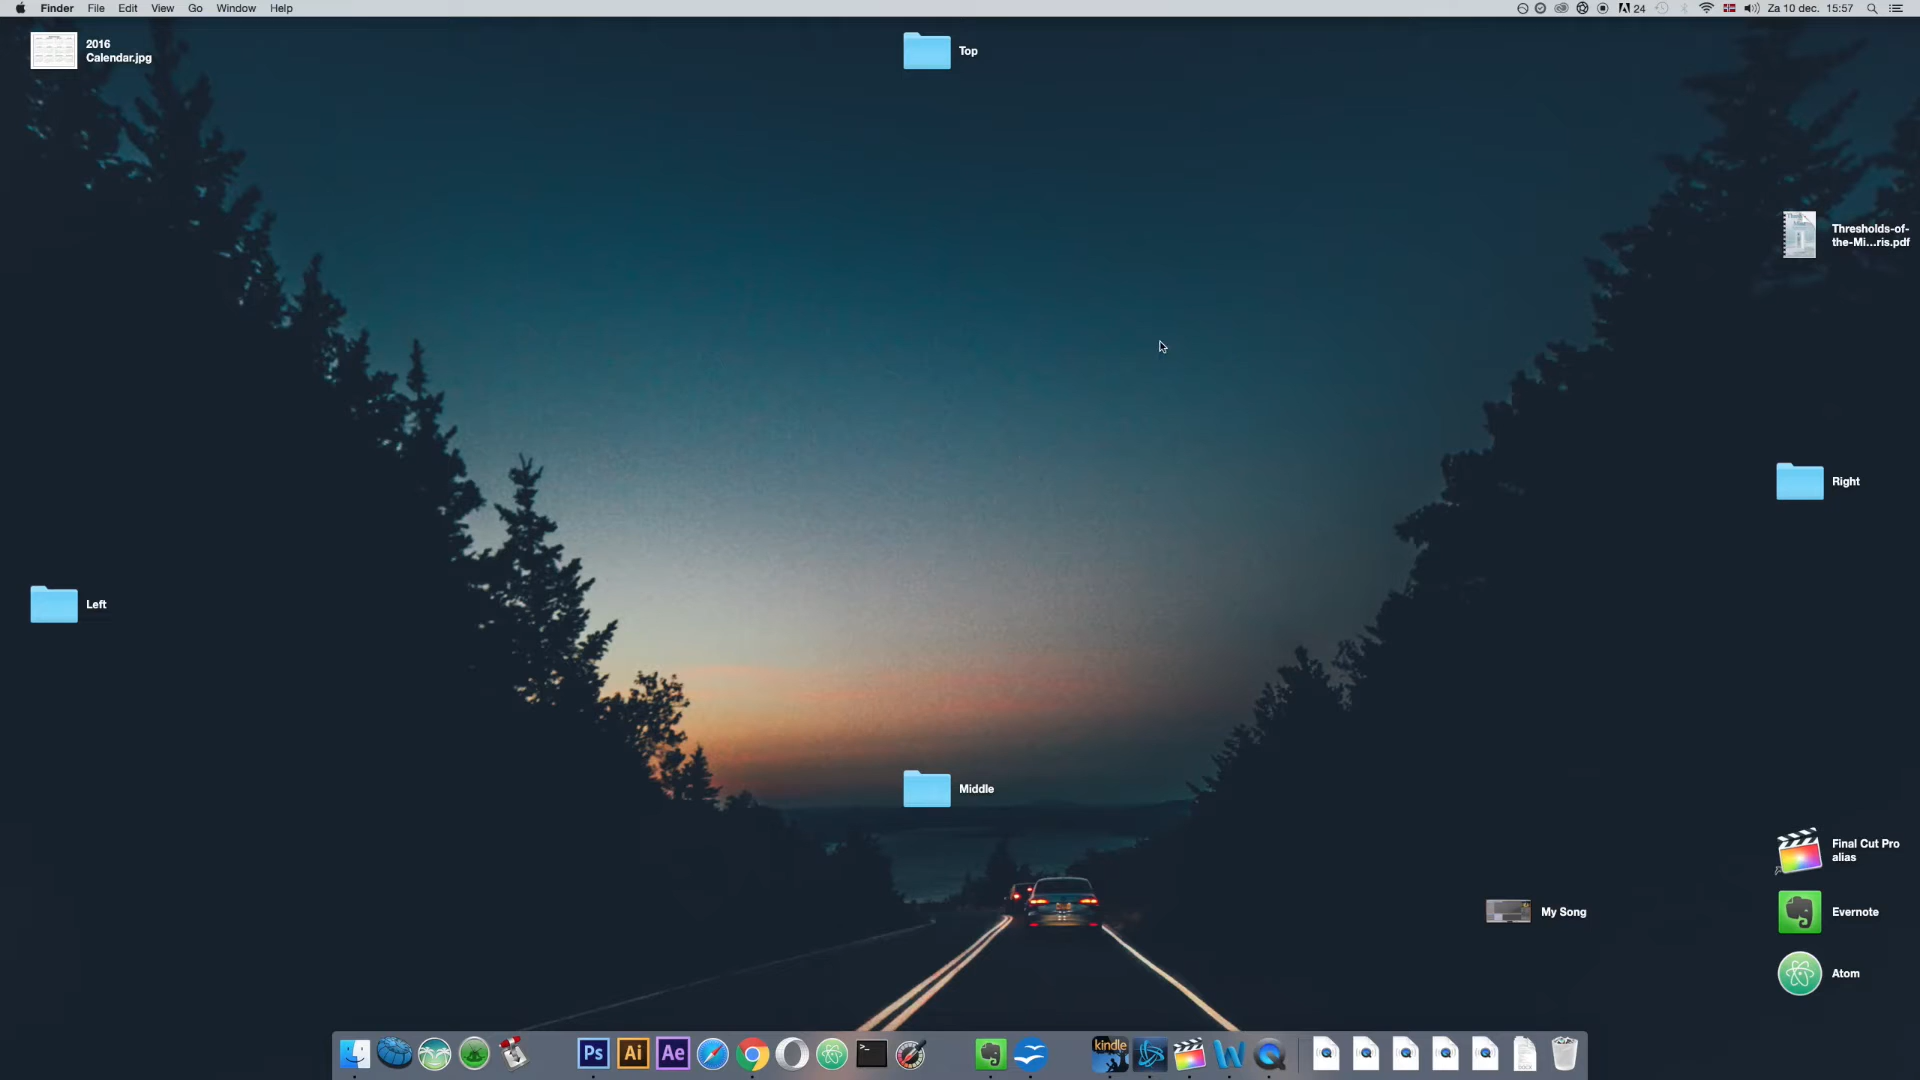 Finder File Edit View Go Window Help
24 Za 10 dec. 15:57
2016
Calendar.jpg
Top
Thresholds-of-
the-Mi...ris.pdf
Right
Left
Middle
Final Cut Pro
alias
My Song
Evernote
Atom
Ps Ai Ae >_ kindle W